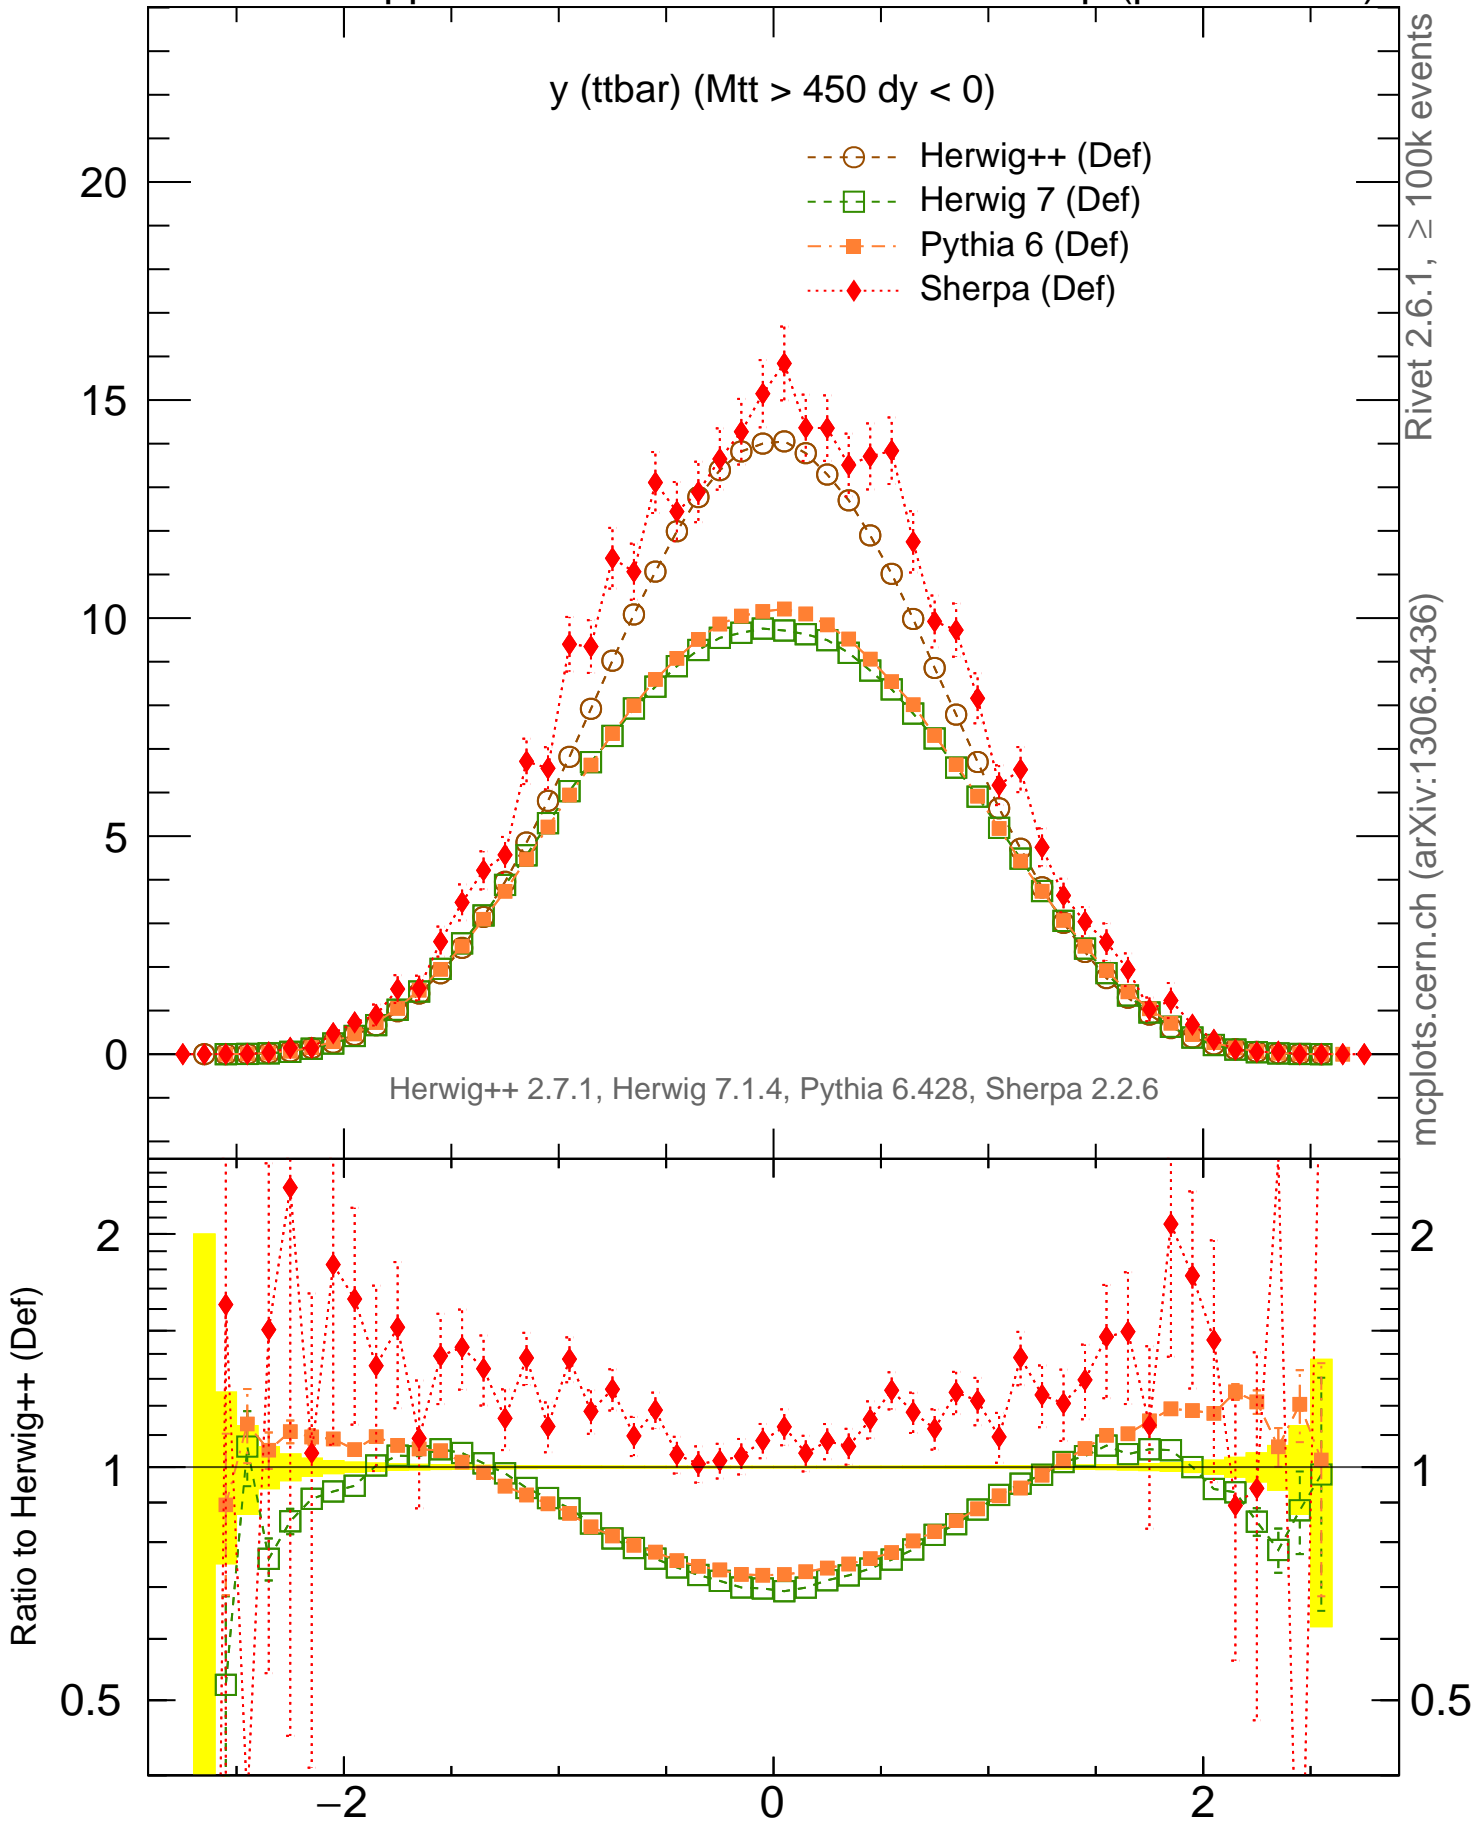 y (ttbar) (Mtt > 450 dy < 0)
Herwig++ (Def)
Herwig 7 (Def)
Pythia 6 (Def)
Sherpa (Def)
20
15
10
5
0
Herwig++ 2.7.1, Herwig 7.1.4, Pythia 6.428, Sherpa 2.2.6
Rivet 2.6.1, ≥ 100k events
mcplots.cern.ch (arXiv:1306.3436)
Ratio to Herwig++ (Def)
2
1
0.5
2
1
0.5
−2
0
2